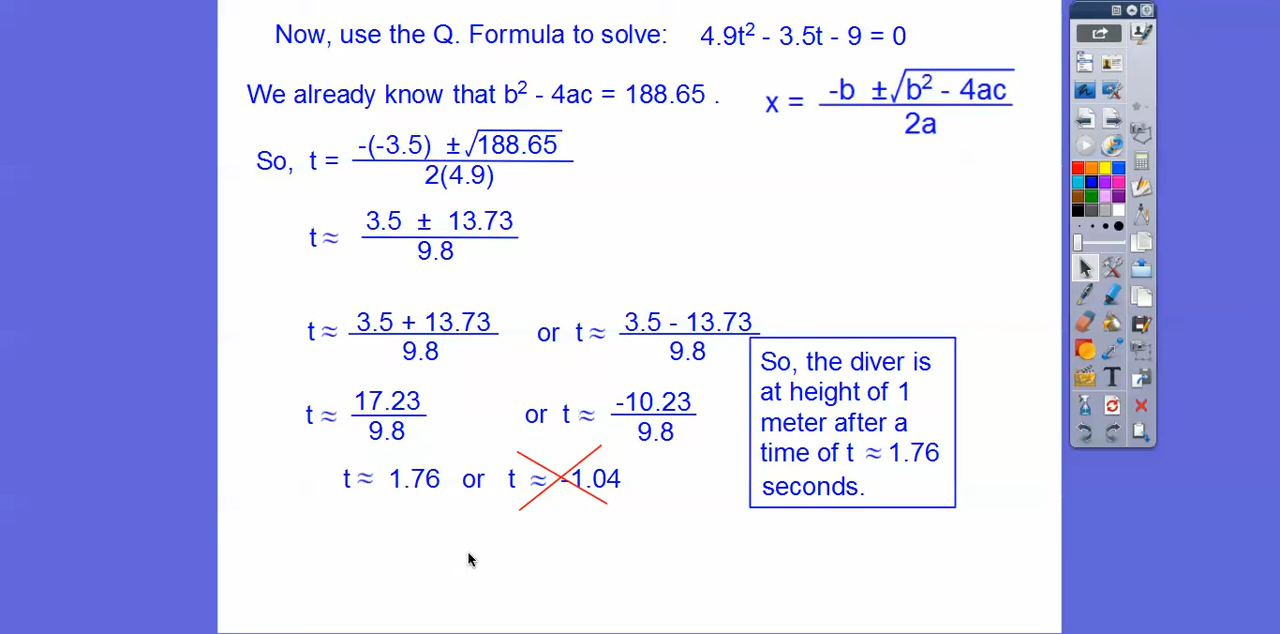 Now, use the Q. Formula to solve: 4.9t² - 3.5t - 9 = 0
We already know that b² - 4ac = 188.65 .
x = -b ±√b² - 4ac
2a
So, t = -(-3.5) ±√188.65
2(4.9)
t ≈ 3.5 ± 13.73
9.8
t ≈ 3.5 + 13.73 or t ≈ 3.5 - 13.73
9.8 9.8
t ≈ 17.23 or t ≈ -10.23
9.8 9.8
t ≈ 1.76 or t ≈ -1.04
So, the diver is
at height of 1
meter after a
time of t ≈ 1.76
seconds.
T